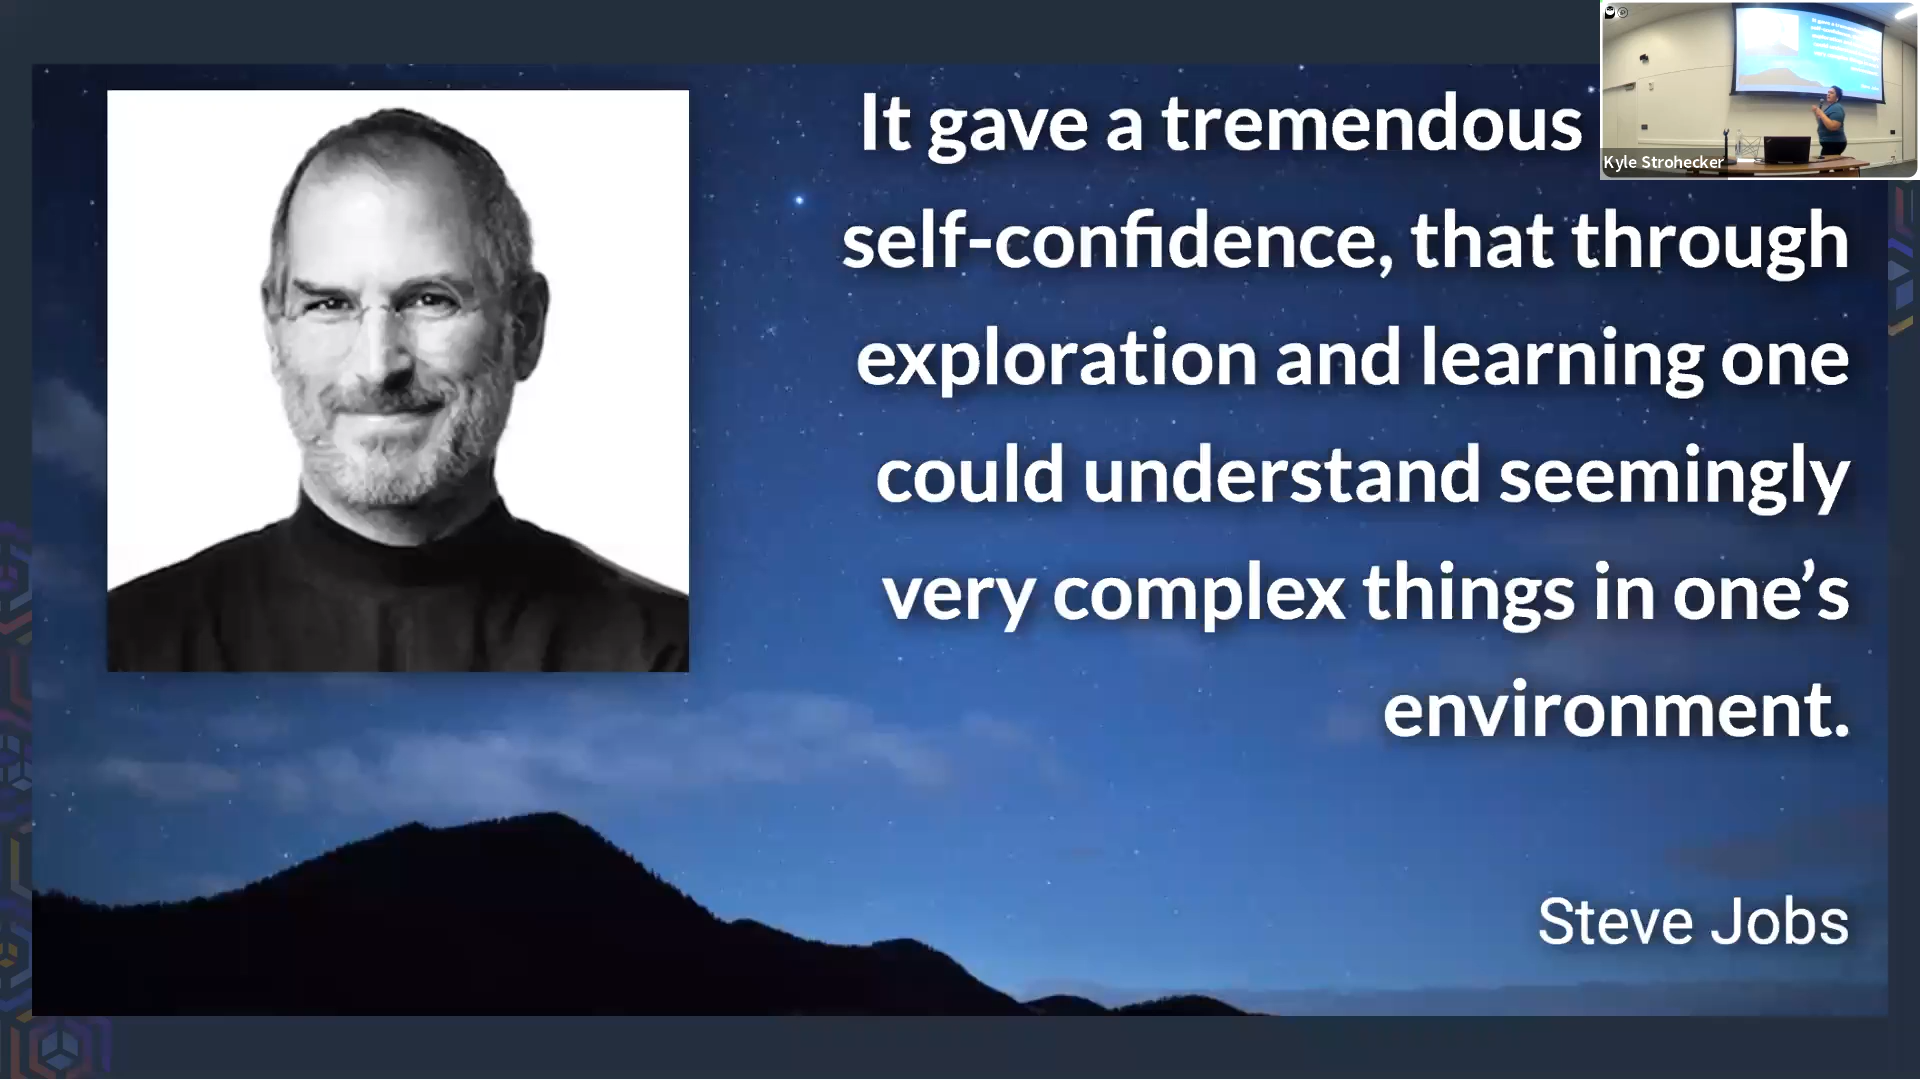 It gave a tremendous
self-confidence, that through
exploration and learning one
could understand seemingly
very complex things in one’s
environment.
Steve Jobs
Kyle Strohecker